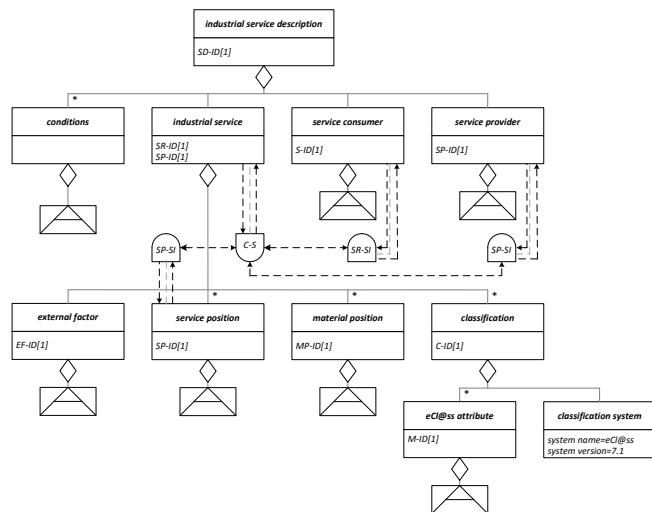 industrial service description
SD-ID[1]
*
conditions
industrial service
SR-ID[1]
SP-ID[1]
service consumer
S-ID[1]
service provider
SP-ID[1]
SP-SI
C-S
SR-SI
SP-SI
*
*
*
external factor
EF-ID[1]
service position
SP-ID[1]
material position
MP-ID[1]
classification
C-ID[1]
*
eCl@ss attribute
M-ID[1]
classification system
system name=eCl@ss
system version=7.1